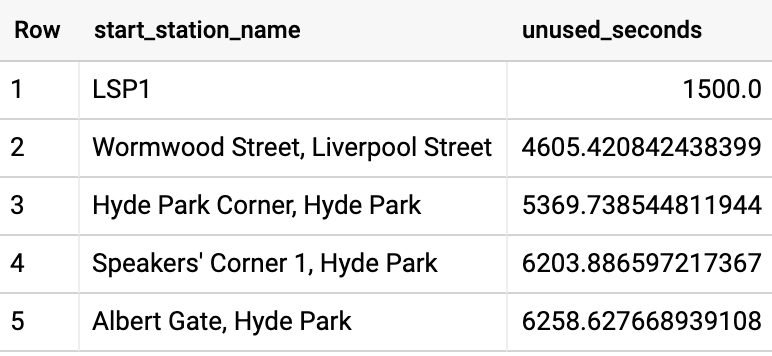 Row start_station_name unused_seconds
1 LSP1 1500.0
2 Wormwood Street, Liverpool Street 4605.420842438399
3 Hyde Park Corner, Hyde Park 5369.738544811944
4 Speakers' Corner 1, Hyde Park 6203.886597217367
5 Albert Gate, Hyde Park 6258.627668939108